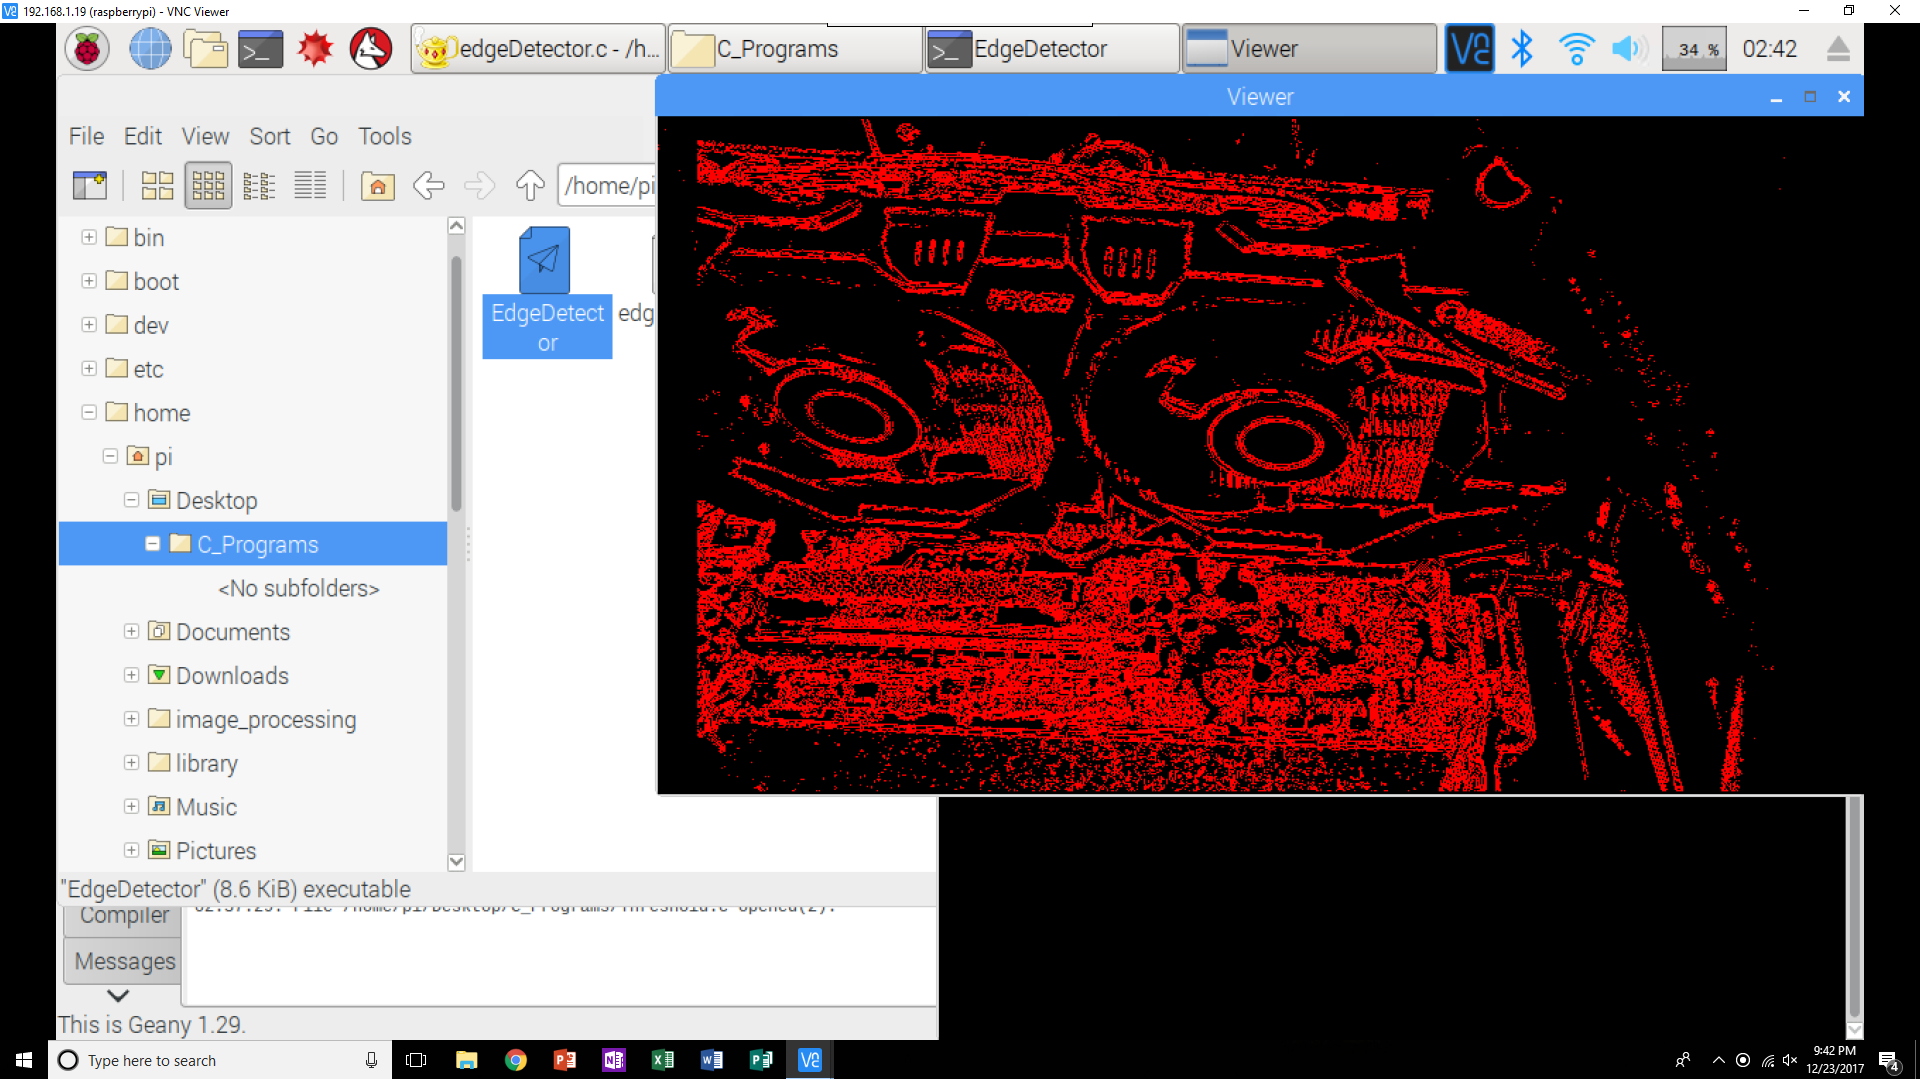 192.168.1.19 (raspberrypi) - VNC Viewer
edgeDetector.c - /h...
C_Programs
EdgeDetector
Viewer
34 %
02:42
Viewer
File Edit View Sort Go Tools
/home/pi
bin
boot
dev
etc
home
pi
Desktop
C_Programs
<No subfolders>
Documents
Downloads
image_processing
library
Music
Pictures
EdgeDetect
or
edg
"EdgeDetector" (8.6 KiB) executable
Compiler
Messages
This is Geany 1.29.
Type here to search
9:42 PM
12/23/2017
4